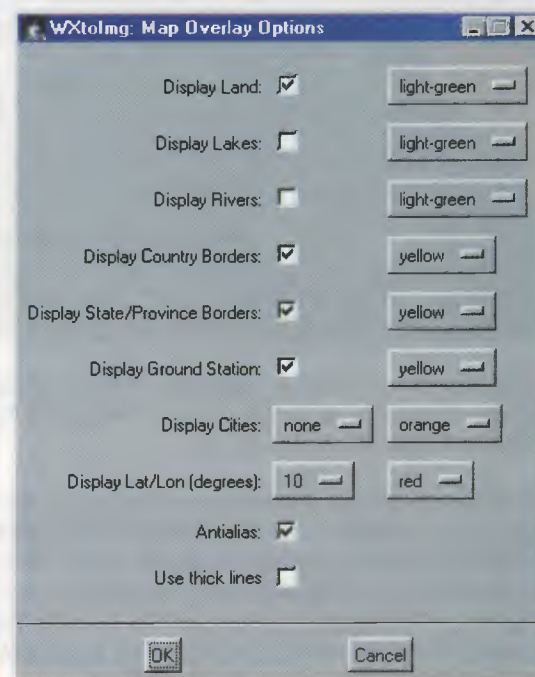 WXtoImg: Map Overlay Options
Display Land: light-green
Display Lakes: light-green
Display Rivers: light-green
Display Country Borders: yellow
Display State/Province Borders: yellow
Display Ground Station: yellow
Display Cities: none orange
Display Lat/Lon (degrees): 10 red
Antialias:
Use thick lines
OK Cancel